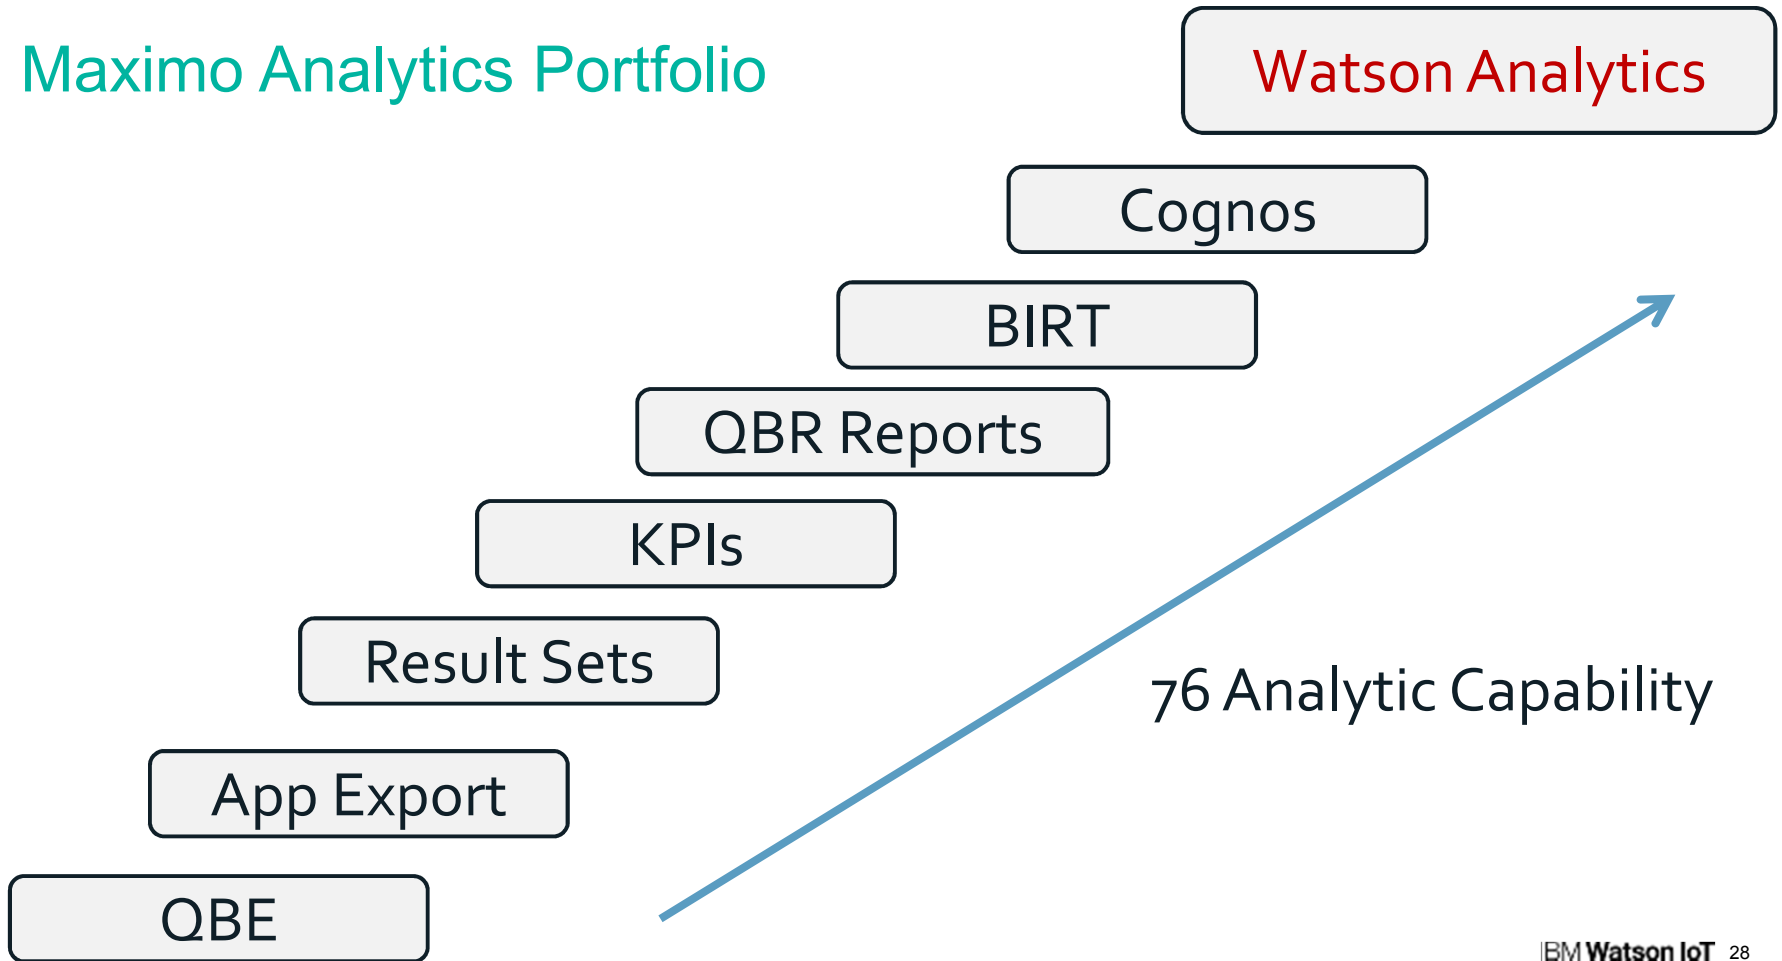 Maximo Analytics Portfolio
Watson Analytics
Cognos
BIRT
QBR Reports
KPIs
Result Sets
76 Analytic Capability
App Export
QBE
IBM Watson IoT 28